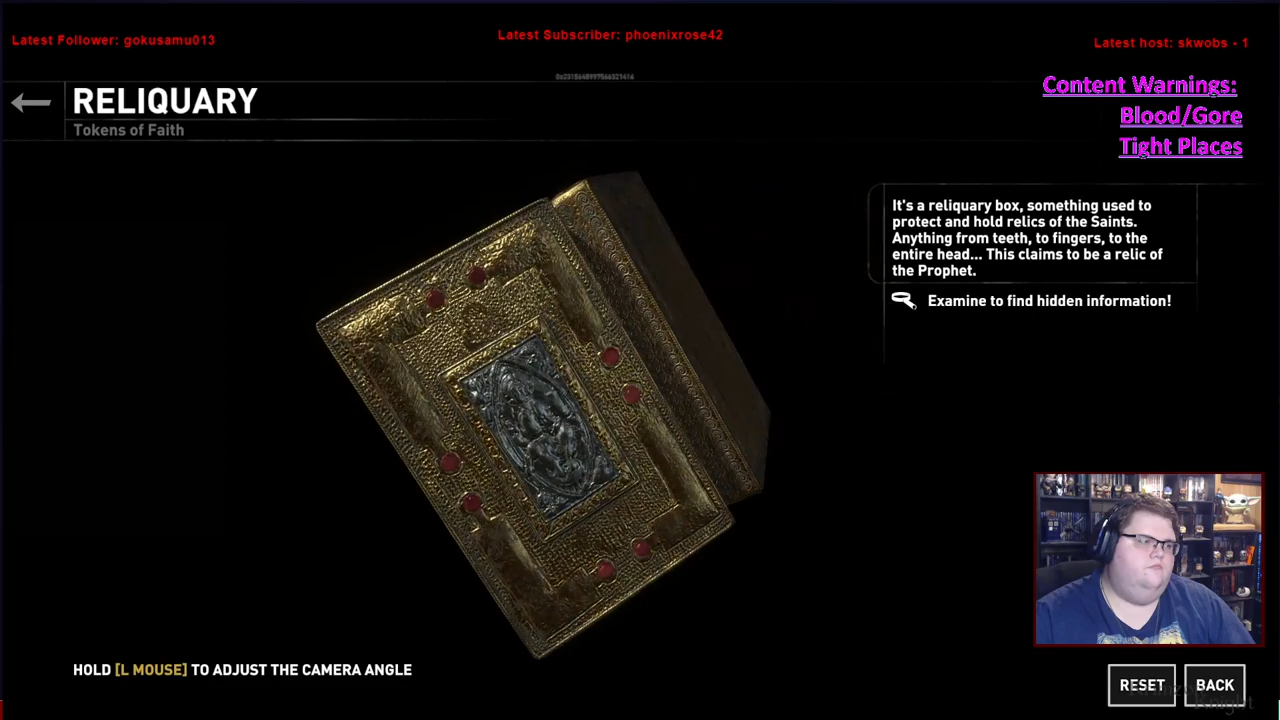 Latest Follower: gokusamu013
Latest Subscriber: phoenixrose42
Latest host: skwobs - 1
RELIQUARY
Tokens of Faith
Content Warnings:
Blood/Gore
Tight Places
It's a reliquary box, something used to
protect and hold relics of the Saints.
Anything from teeth, to fingers, to the
entire head... This claims to be a relic of
the Prophet.
Examine to find hidden information!
HOLD [L MOUSE] TO ADJUST THE CAMERA ANGLE
RESET
BACK